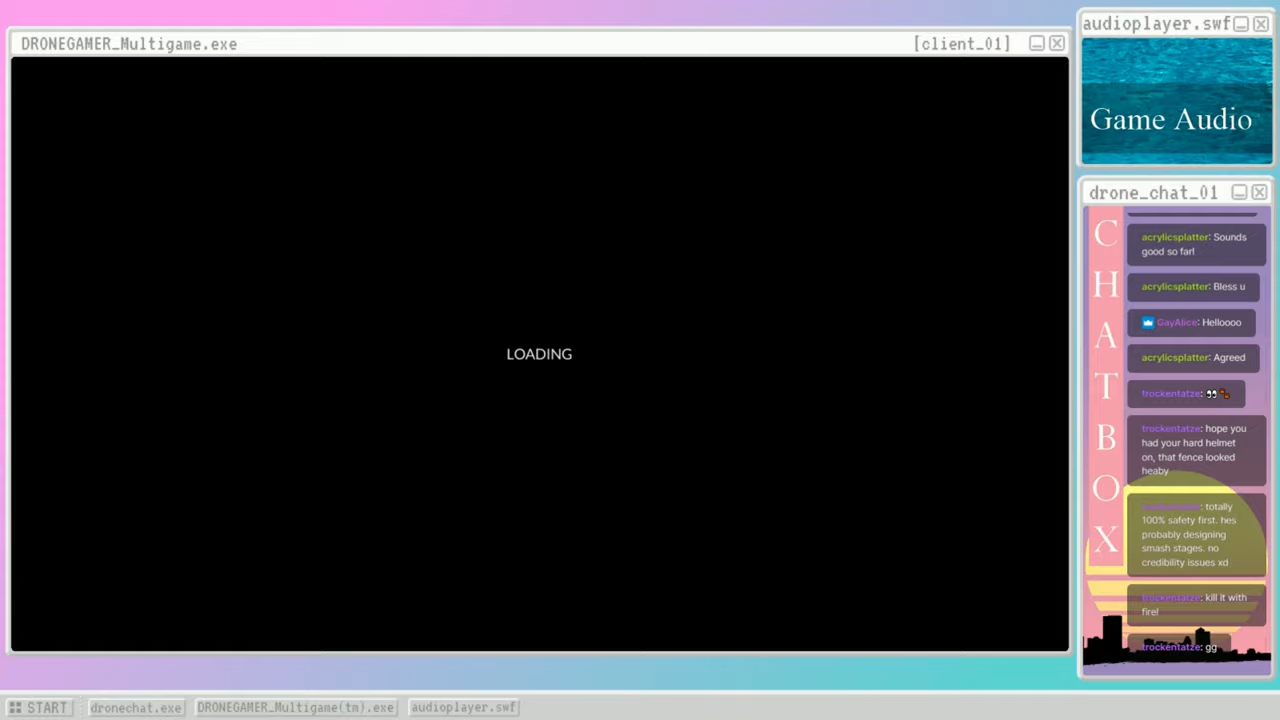 DRONEGAMER_Multigame.exe [client_01]
LOADING
audioplayer.swf
Game Audio
drone_chat_01
CHATBOX
acrylicsplatter: Sounds
good so far!
acrylicsplatter: Bless u
GayAlice: Helloooo
acrylicsplatter: Agreed
trockentatze: 👀
trockentatze: hope you
had your hard helmet
on, that fence looked
heaby
trockentatze: totally
100% safety first. hes
probably designing
smash stages. no
credibility issues xd
trockentatze: kill it with
fire!
trockentatze: gg
START dronechat.exe DRONEGAMER_Multigame(tm).exe audioplayer.swf